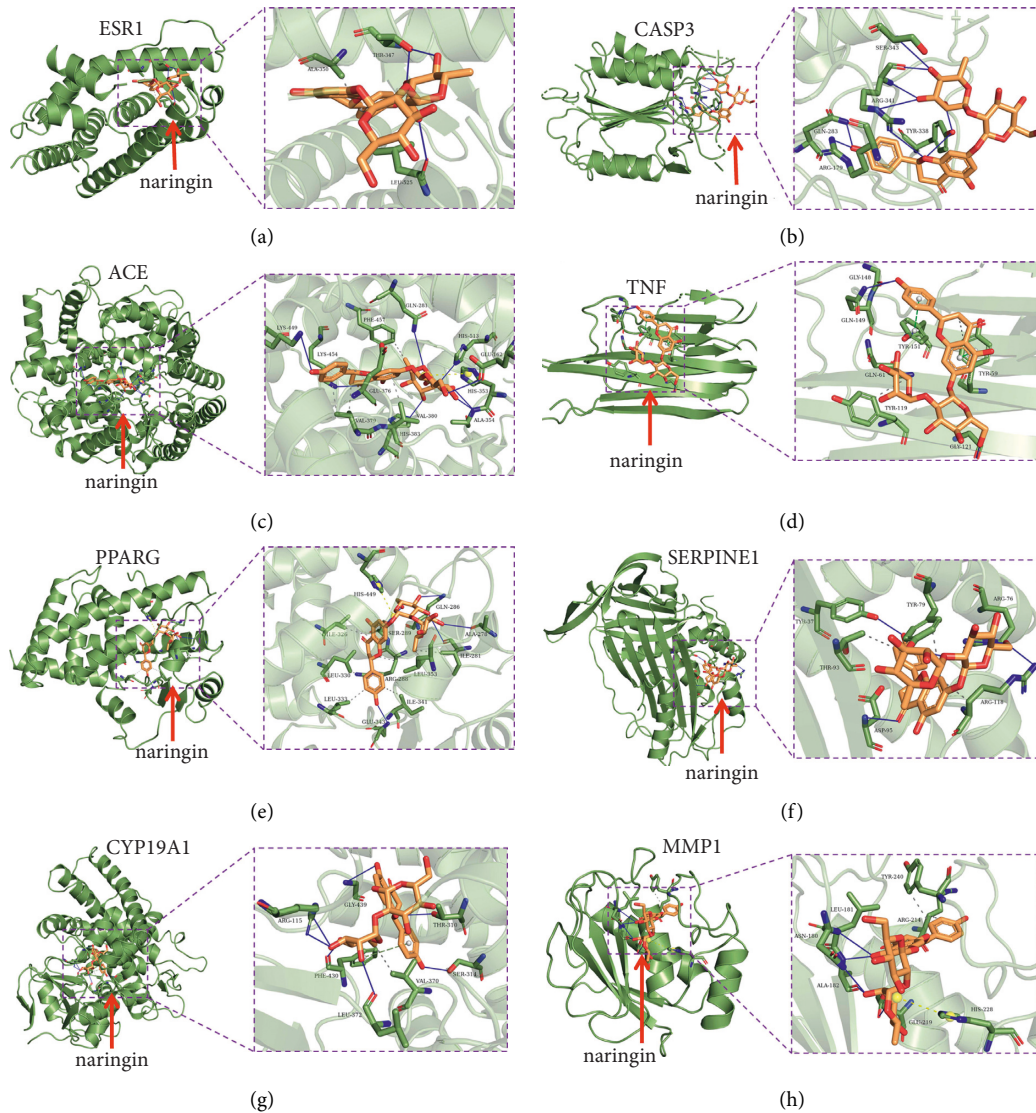 ESR1
THR-347
ALA-350
LEU-325
naringin
(a)
CASP3
SER-343
ARG-341
GLN-283
TYR-338
ARG-179
naringin
(b)
ACE
GLN-281
PHE-457
LYS-449
HIS-513
LYS-454
GLU-162
GLU-376
HIS-353
VAL-379
VAL-380
ALA-354
HIS-383
naringin
(c)
TNF
GLY-148
GLN-149
TYR-151
GLN-61
TYR-59
TYR-119
GLY-121
naringin
(d)
PPARG
HIS-449
GLN-286
SER-289
ALA-278
ILE-281
LEU-330
LEU-353
ARG-288
LEU-333
ILE-341
naringin
(e)
SERPINE1
ARG-76
TYR-79
TYR-37
THR-93
ARG-118
ASP-95
naringin
(f)
CYP19A1
GLY-439
ARG-115
THR-310
PHE-430
SER-314
VAL-370
LEU-372
naringin
(g)
MMP1
TYR-240
LEU-181
ARG-214
ASN-180
ALA-182
GLU-219
HIS-228
naringin
(h)